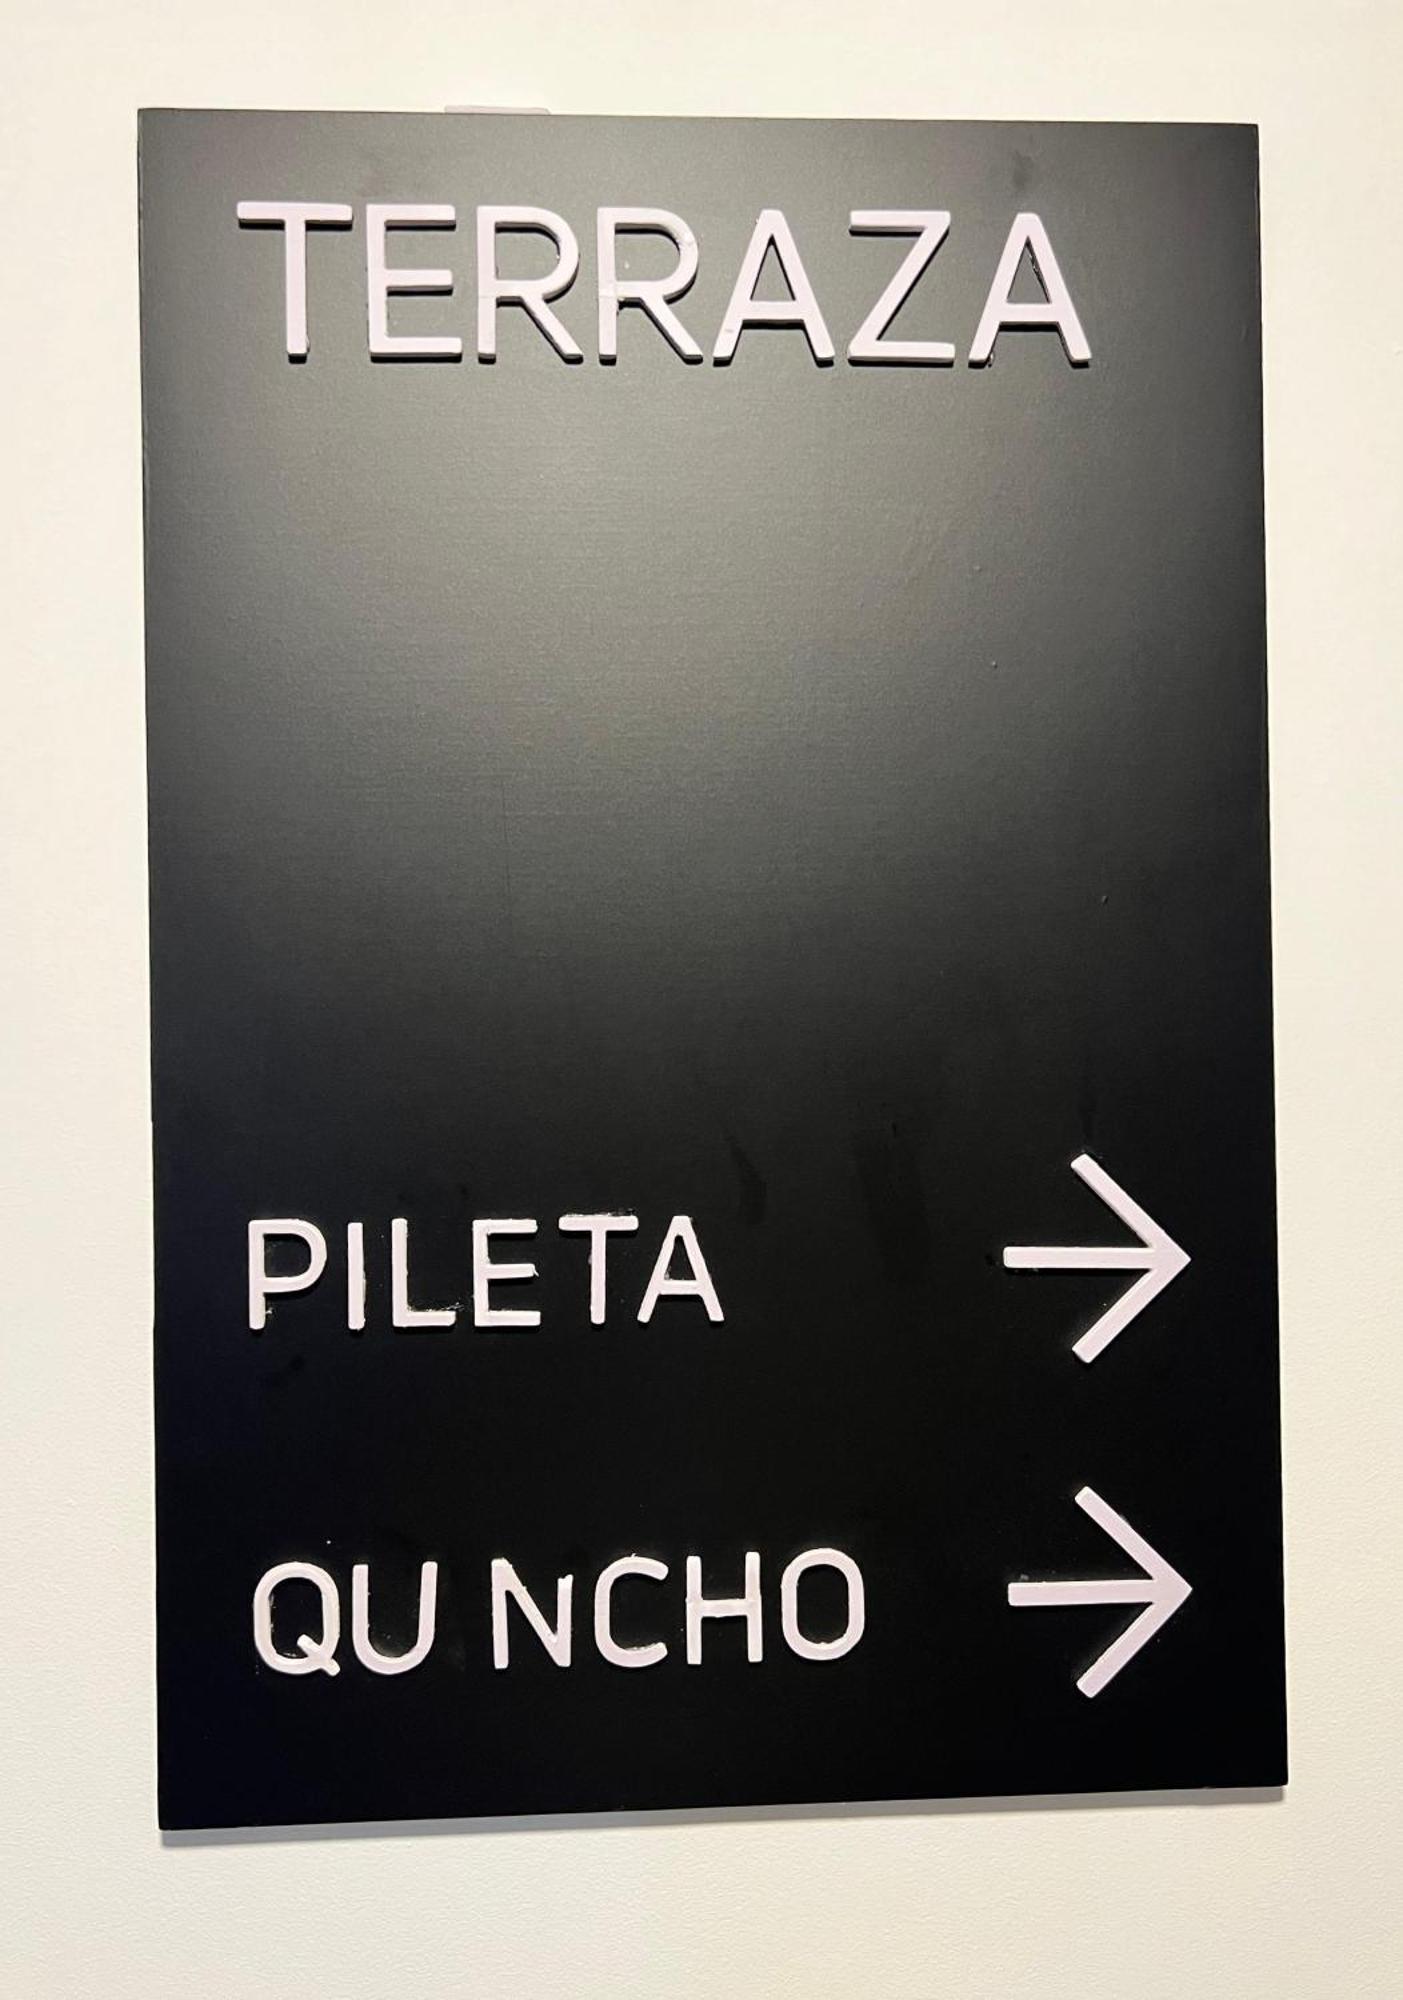 TERRAZA
PILETA →
QU NCHO →